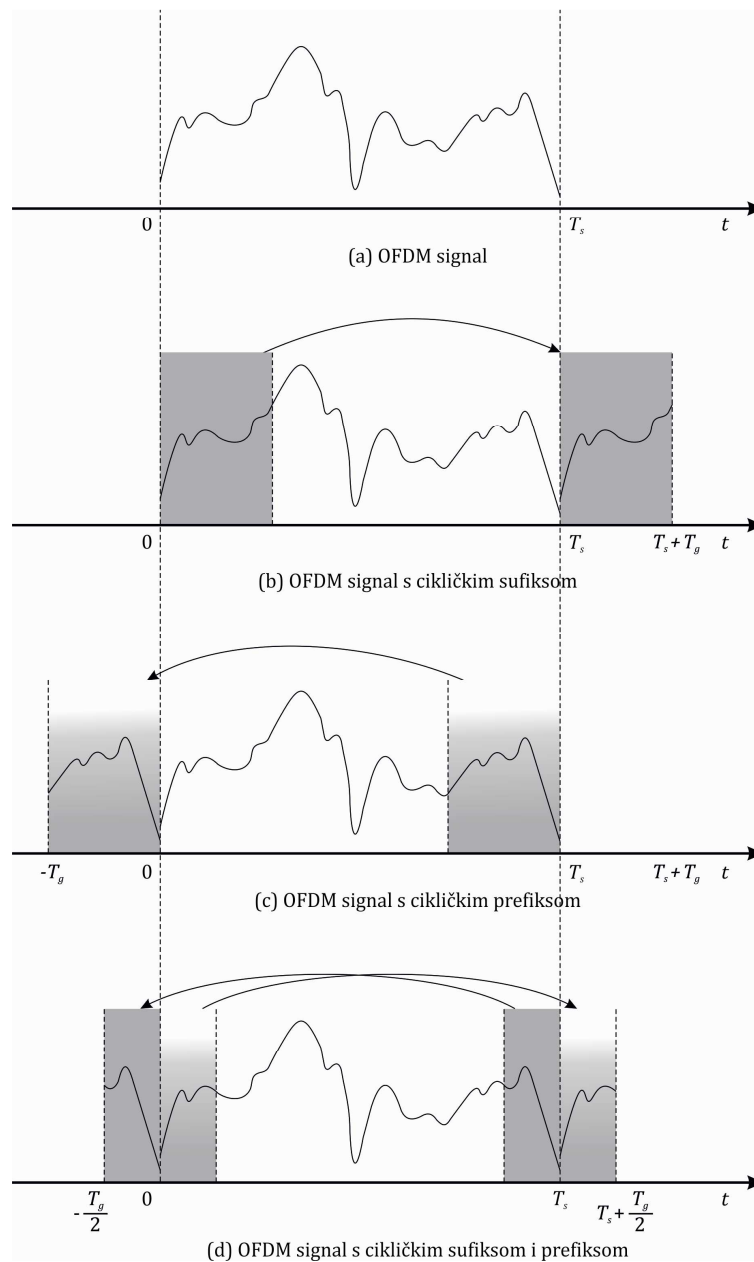 0 T_s t
(a) OFDM signal
0 T_s T_s + T_g t
(b) OFDM signal s cikličkim sufiksom
-T_g 0 T_s T_s + T_g t
(c) OFDM signal s cikličkim prefiksom
-T_g/2 0 T_s T_s + T_g/2 t
(d) OFDM signal s cikličkim sufiksom i prefiksom